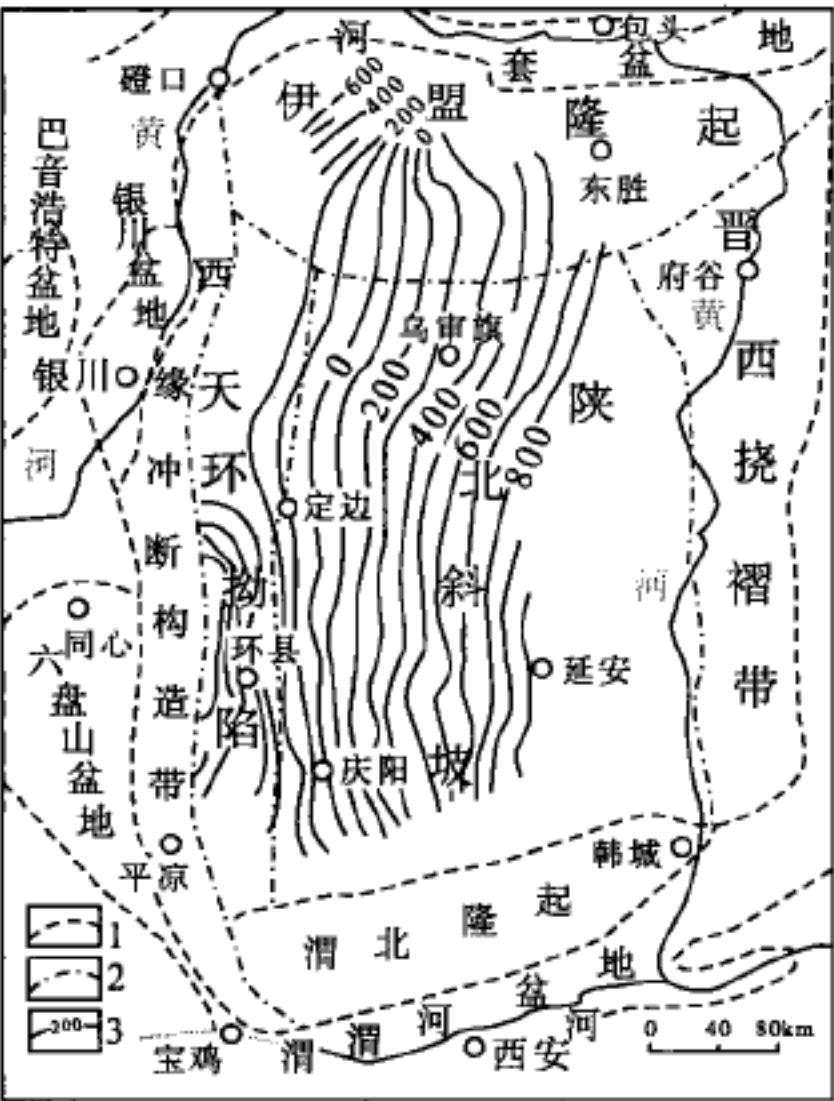 河套盆地
包头
磴口
伊盟隆起
600
400
200
0
黄
巴音浩特盆地
银川盆地
东胜
西缘冲断构造带
晋西挠褶带
府谷
黄
乌审旗
银川
天环拗陷
0
200
400
600
800
陕北斜坡
河
定边
河
同心
六盘山盆地
环县
延安
庆阳
平凉
韩城
渭北隆起
1
2
200
3
渭河盆地
渭河
宝鸡
西安
0 40 80km